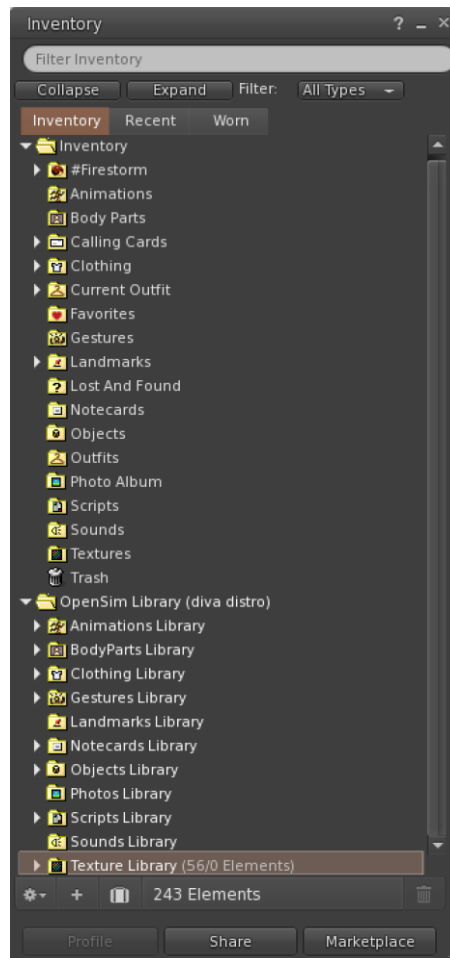 Inventory ? _ ×
Filter Inventory
Collapse Expand Filter: All Types
Inventory Recent Worn
Inventory
#Firestorm
Animations
Body Parts
Calling Cards
Clothing
Current Outfit
Favorites
Gestures
Landmarks
Lost And Found
Notecards
Objects
Outfits
Photo Album
Scripts
Sounds
Textures
Trash
OpenSim Library (diva distro)
Animations Library
BodyParts Library
Clothing Library
Gestures Library
Landmarks Library
Notecards Library
Objects Library
Photos Library
Scripts Library
Sounds Library
Texture Library (56/0 Elements)
+ 243 Elements
Profile Share Marketplace